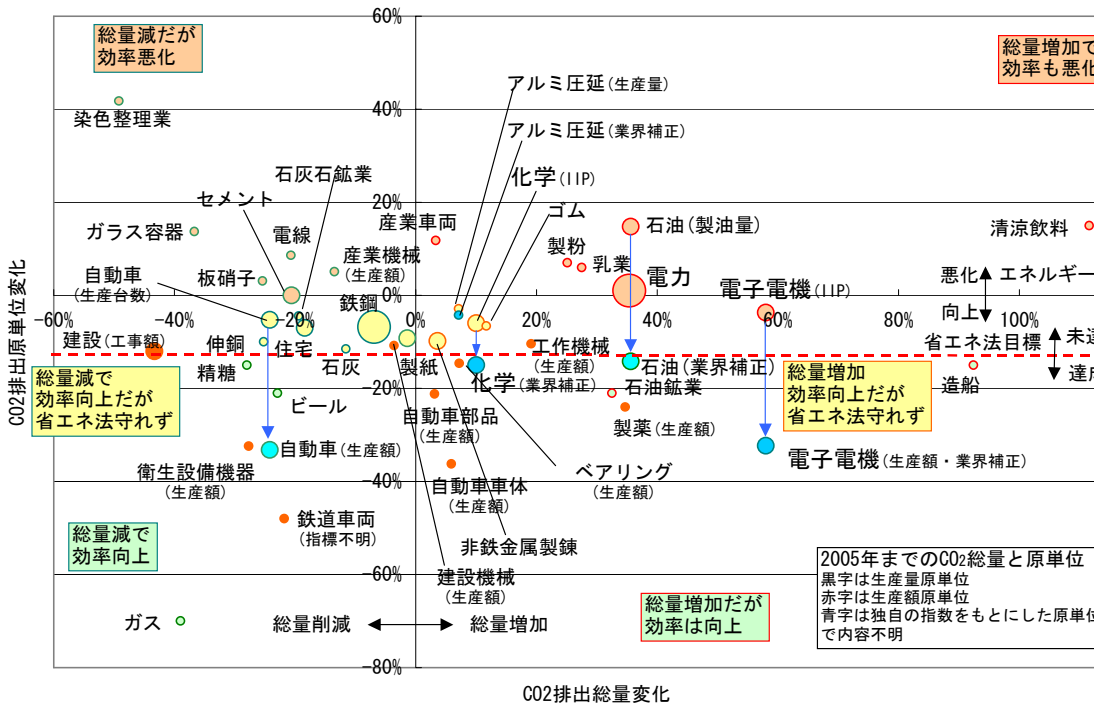 60%
総量減だが
効率悪化
総量増加で
効率も悪化
アルミ圧延(生産量)
40%
染色整理業
アルミ圧延(業界補正)
石灰石鉱業
化学(IIP)
セメント
20%
ゴム
ガラス容器
電線
産業車両
石油(製油量)
清涼飲料
産業機械
(生産額)
製粉
乳業
自動車
(生産台数)
板硝子
電力
悪化
エネルギー
CO2排出原単位変化
鉄鋼
0%
電子電機(IIP)
向上
-60%
-40%
-20%
0%
20%
40%
60%
80%
100%
建設(工事額)
伸銅
住宅
工作機械
(生産額)
省エネ法目標
未達
石灰
製紙
化学
(業界補正)
石油(業界補正)
達成
精糖
-20%
石油鉱業
造船
総量減で
効率向上だが
省エネ法守れず
総量増加
効率向上だが
省エネ法守れず
ビール
自動車部品
(生産額)
製薬(生産額)
自動車(生産額)
電子電機(生産額・業界補正)
衛生設備機器
(生産額)
-40%
自動車車体
(生産額)
ベアリング
(生産額)
鉄道車両
(指標不明)
総量減で
効率向上
非鉄金属製錬
建設機械
(生産額)
-60%
2005年までのCO₂総量と原単位
黒字は生産量原単位
赤字は生産額原単位
青字は独自の指数をもとにした原単位
で内容不明
総量増加だが
効率は向上
ガス
総量削減
総量増加
-80%
CO2排出総量変化